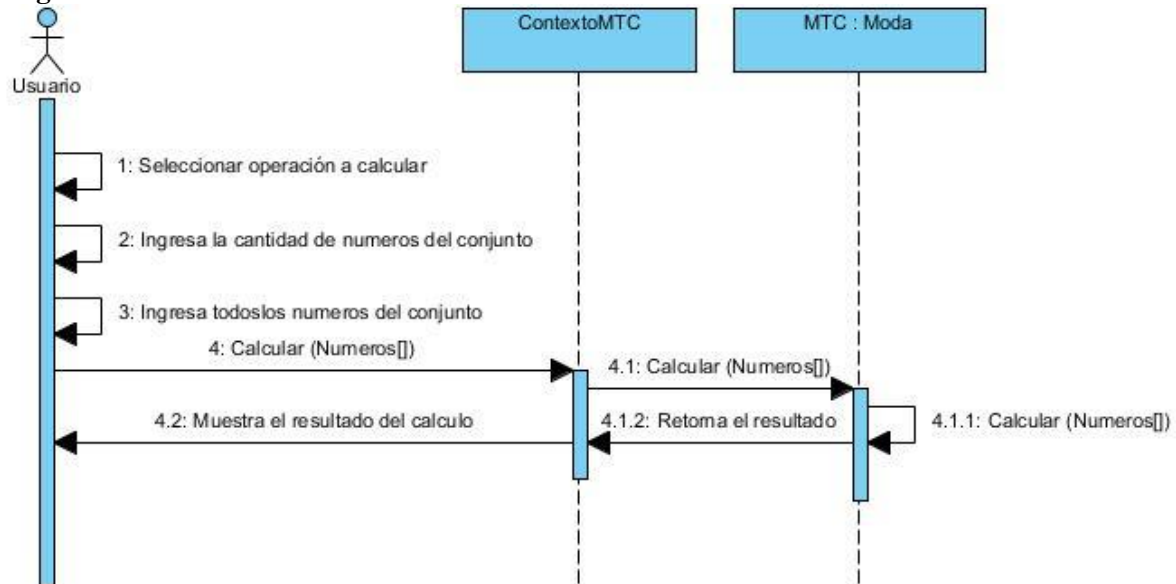 Usuario
ContextoMTC
MTC : Moda
1: Seleccionar operación a calcular
2: Ingresa la cantidad de numeros del conjunto
3: Ingresa todoslos numeros del conjunto
4: Calcular (Numeros[])
4.1: Calcular (Numeros[])
4.2: Muestra el resultado del calculo
4.1.2: Retorna el resultado
4.1.1: Calcular (Numeros[])